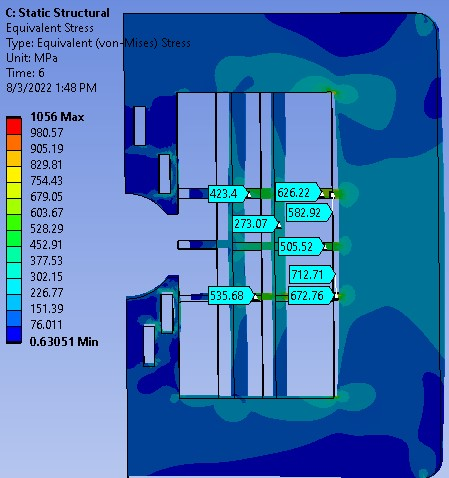 C: Static Structural
Equivalent Stress
Type: Equivalent (von-Mises) Stress
Unit: MPa
Time: 6
8/3/2022 1:48 PM
1056 Max
980.57
905.19
829.81
754.43
679.05
603.67
528.29
452.91
377.53
302.15
226.77
151.39
76.011
0.63051 Min
423.4
626.22
582.92
273.07
505.52
712.71
535.68
672.76